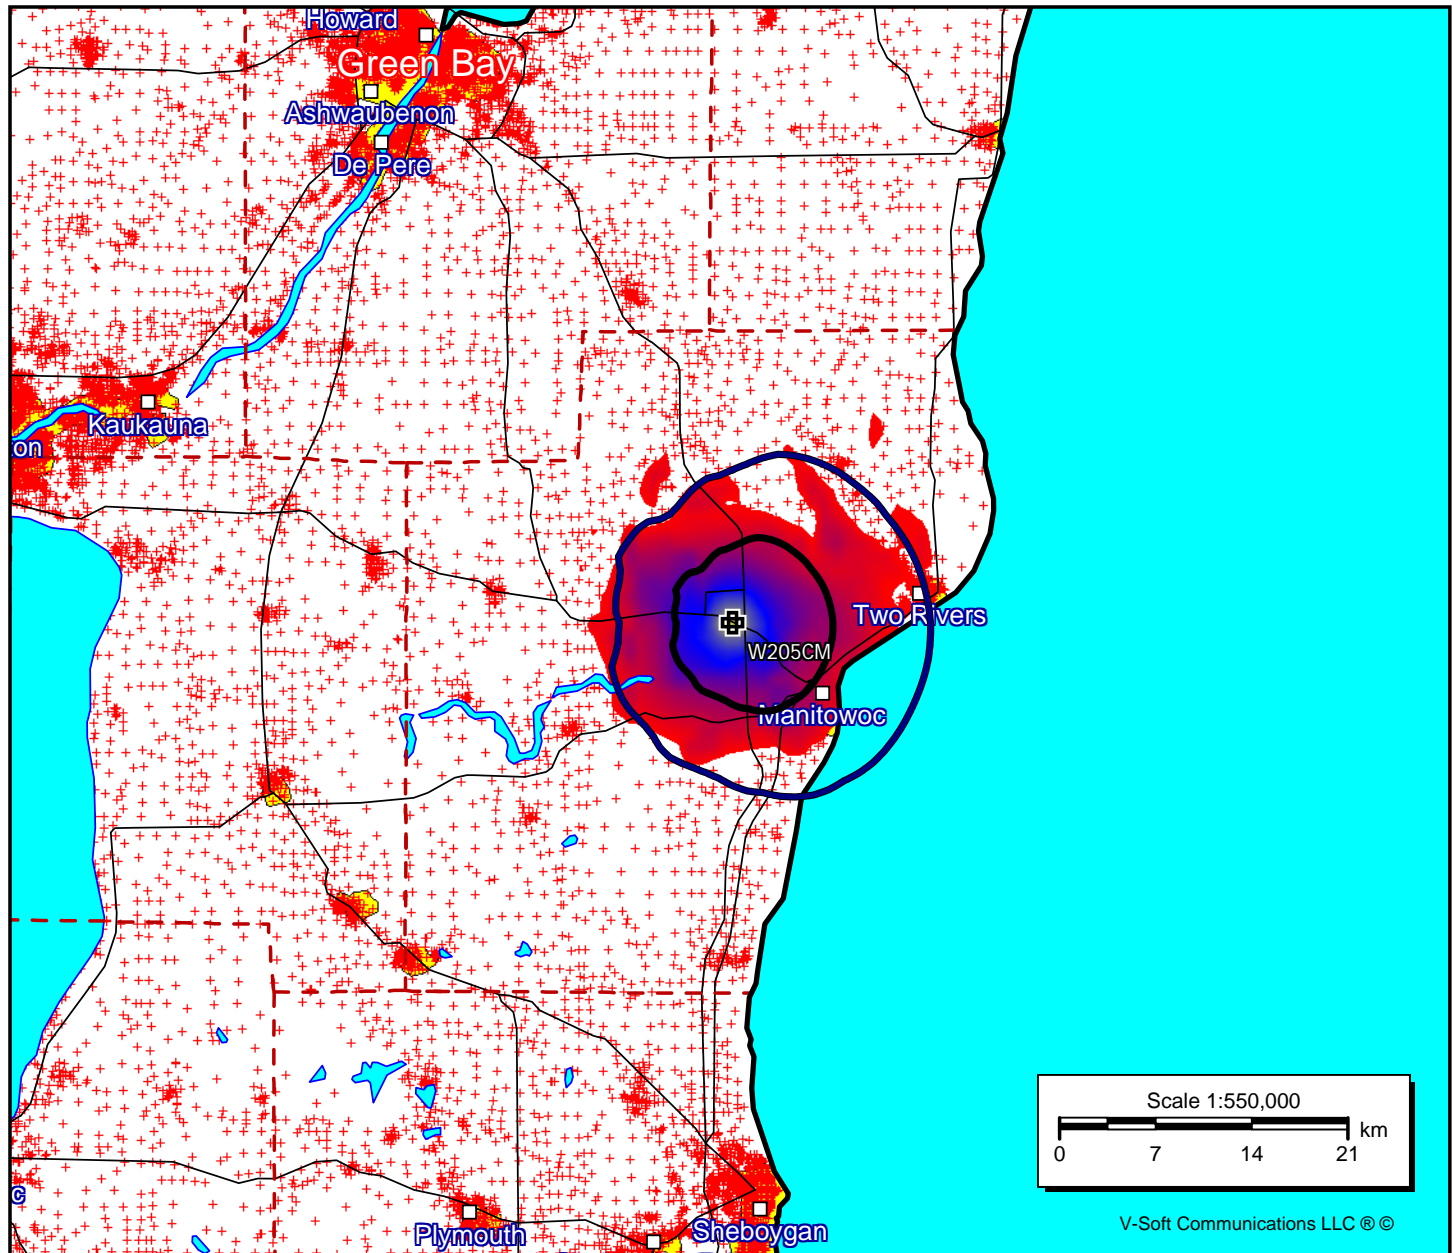 Howard
Green Bay
Ashwaubenon
De Pere
Kaukauna
on
Two Rivers
W205CM
Manitowoc
Scale 1:550,000
km
0 7 14 21
c
Plymouth
Sheboygan
V-Soft Communications LLC ® ©